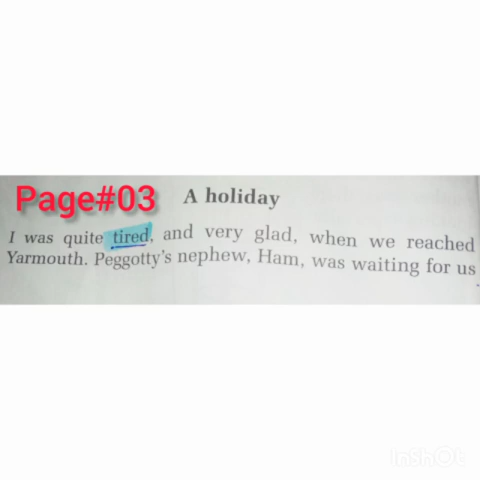 Page#03 A holiday
I was quite tired, and very glad, when we reached
Yarmouth. Peggotty's nephew, Ham, was waiting for us
InShOt